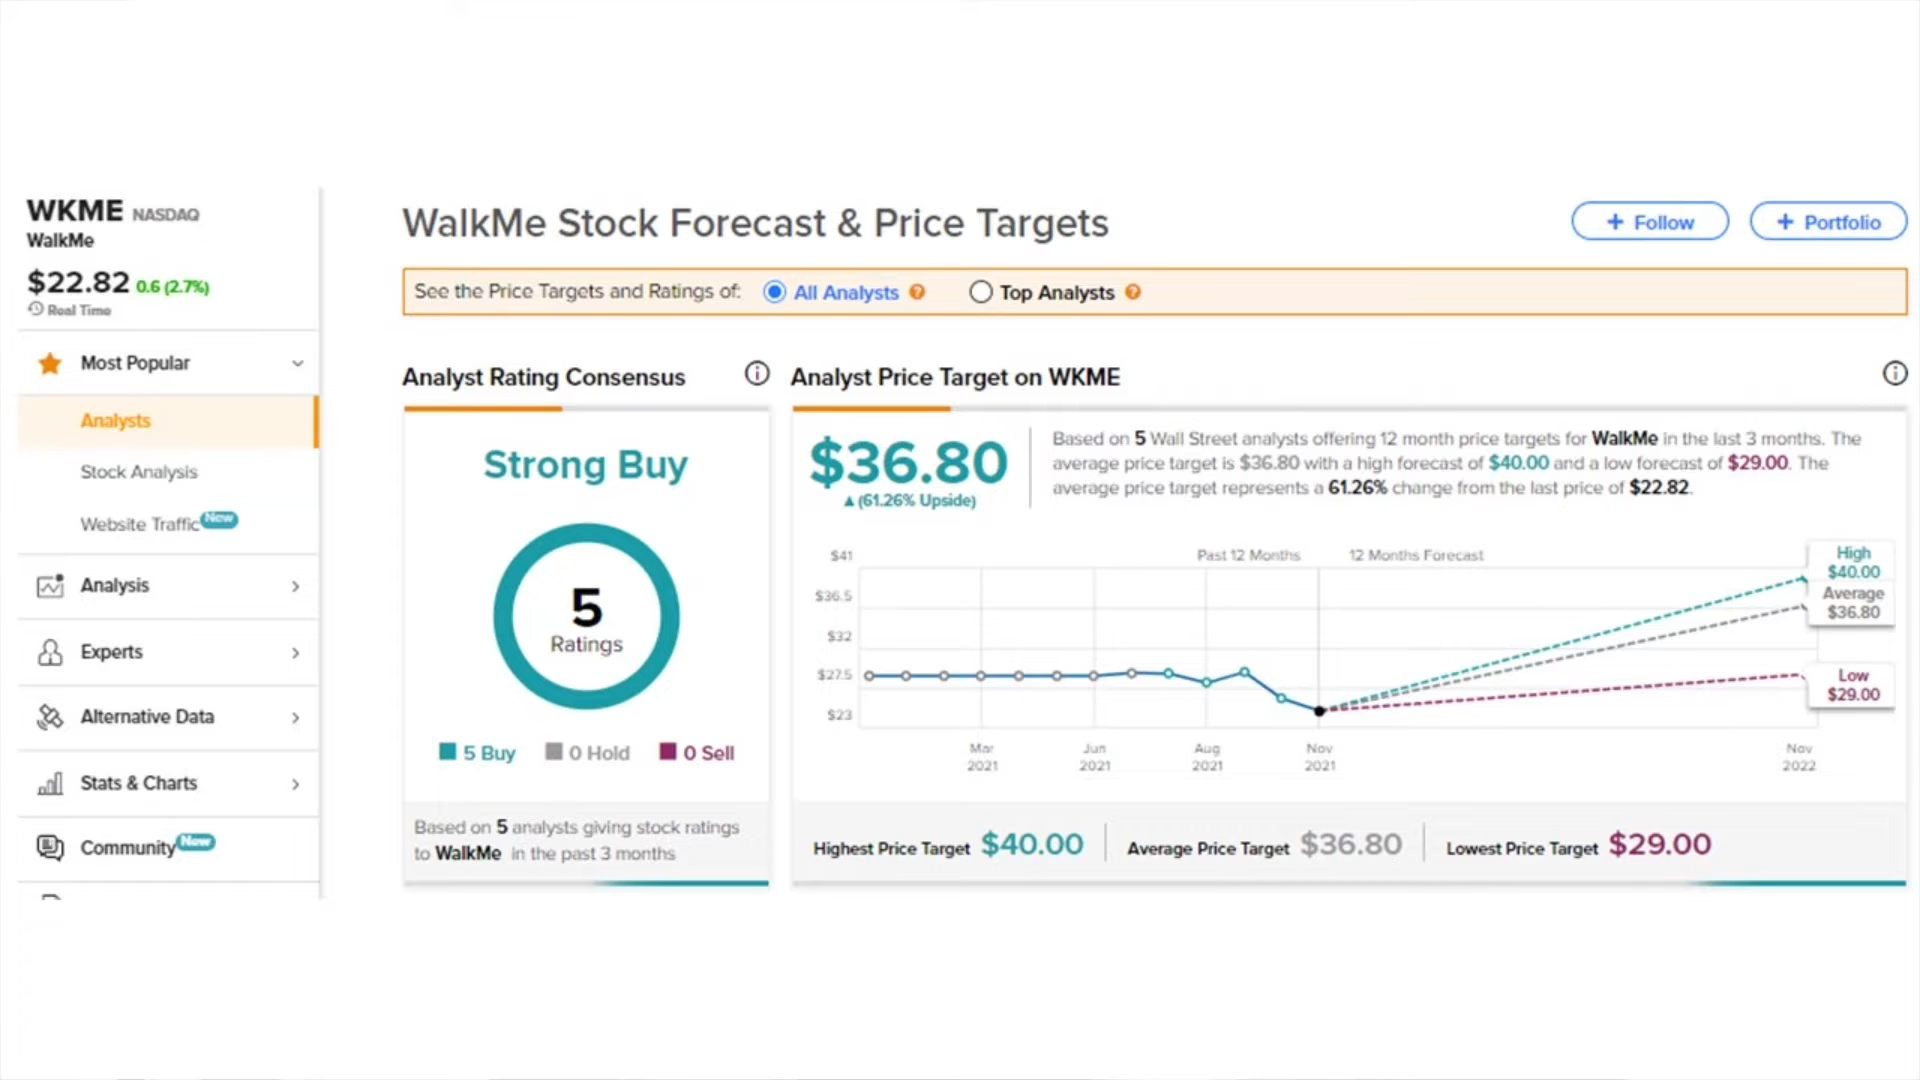 WKME NASDAQ
WalkMe
$22.82 0.6 (2.7%)
Real Time
Most Popular
Analysts
Stock Analysis
Website Traffic New
Analysis
Experts
Alternative Data
Stats & Charts
Community New
WalkMe Stock Forecast & Price Targets
+ Follow
+ Portfolio
See the Price Targets and Ratings of: All Analysts ? Top Analysts ?
Analyst Rating Consensus
Strong Buy
5
Ratings
5 Buy 0 Hold 0 Sell
Based on 5 analysts giving stock ratings
to WalkMe in the past 3 months
Analyst Price Target on WKME
$36.80
▲(61.26% Upside)
Based on 5 Wall Street analysts offering 12 month price targets for WalkMe in the last 3 months. The
average price target is $36.80 with a high forecast of $40.00 and a low forecast of $29.00. The
average price target represents a 61.26% change from the last price of $22.82.
Past 12 Months 12 Months Forecast
$41
$36.5
$32
$27.5
$23
High
$40.00
Average
$36.80
Low
$29.00
Mar Jun Aug Nov Nov
2021 2021 2021 2021 2022
Highest Price Target $40.00 Average Price Target $36.80 Lowest Price Target $29.00